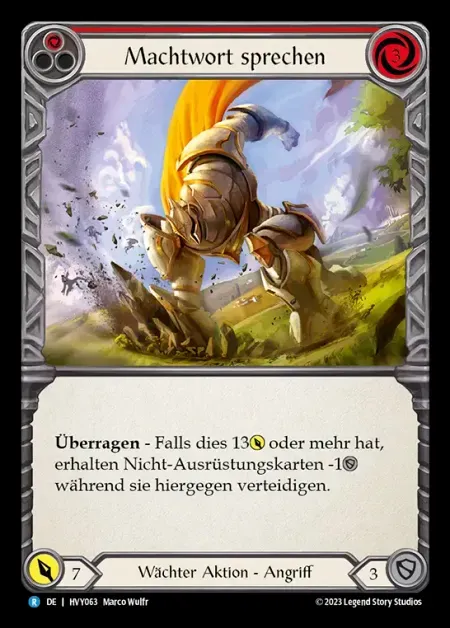 Machtwort sprechen
3
Überragen - Falls dies 13 oder mehr hat,
erhalten Nicht-Ausrüstungskarten -1
während sie hiergegen verteidigen.
7
Wächter Aktion - Angriff
3
R DE | HVY063 Marco Wulfr
© 2023 Legend Story Studios